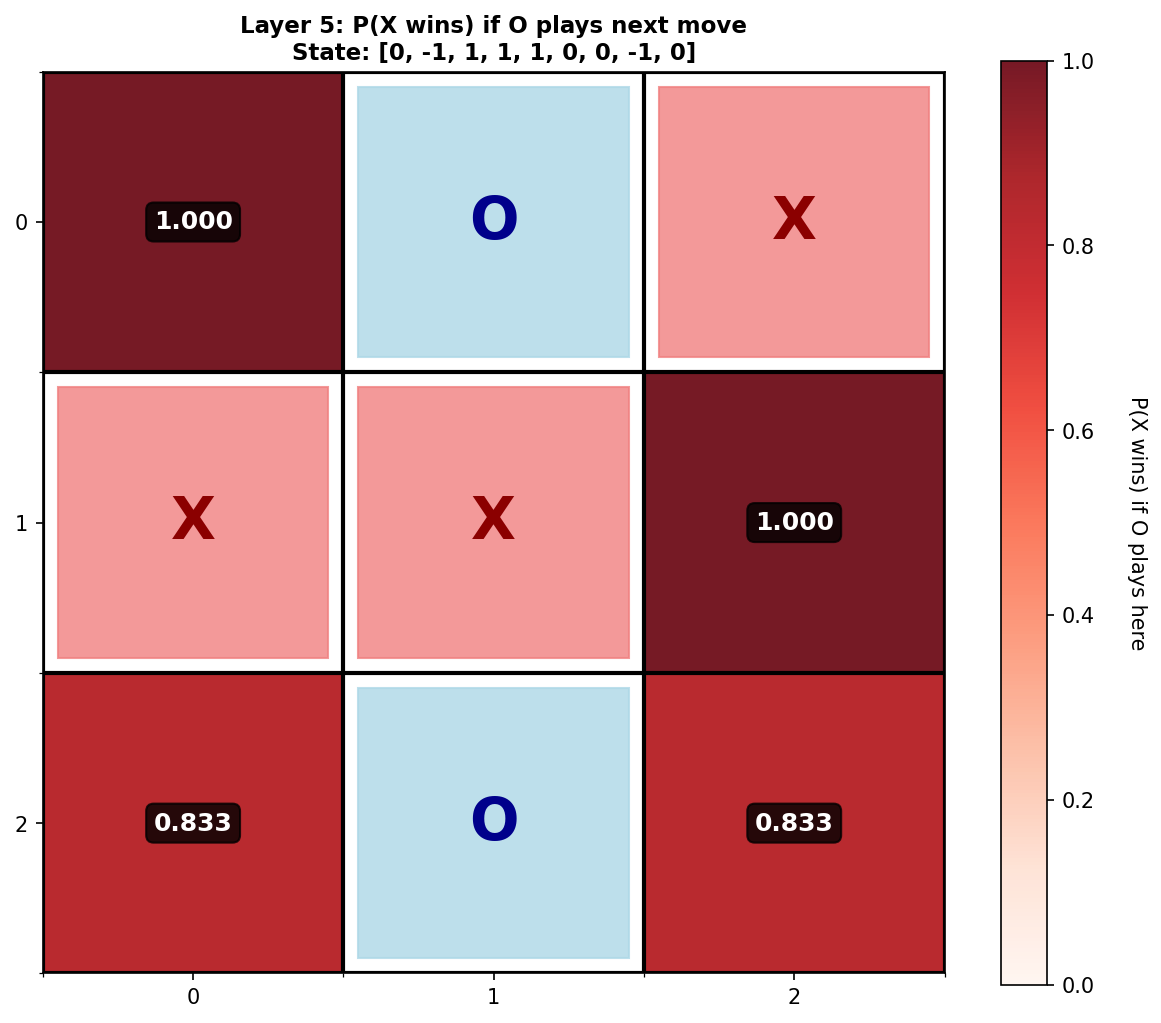 Layer 5: P(X wins) if O plays next move
State: [0, -1, 1, 1, 1, 0, 0, -1, 0]
0
1.000
O
X
1
X
X
1.000
2
0.833
O
0.833
0
1
2
1.0
0.8
0.6
0.4
0.2
0.0
P(X wins) if O plays here